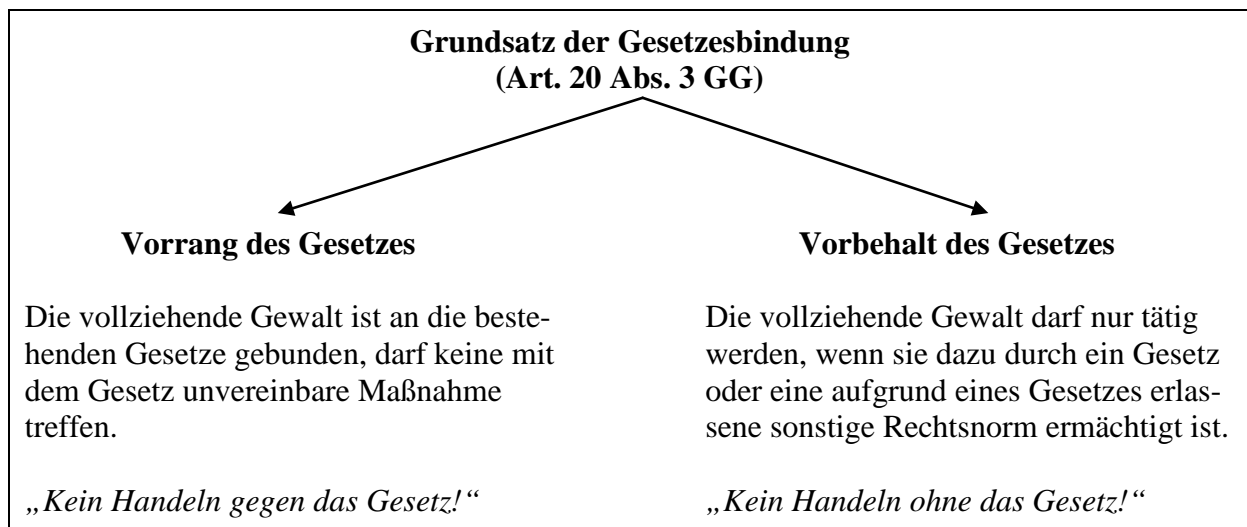 Grundsatz der Gesetzesbindung
(Art. 20 Abs. 3 GG)
Vorrang des Gesetzes
Die vollziehende Gewalt ist an die beste-
henden Gesetze gebunden, darf keine mit
dem Gesetz unvereinbare Maßnahme
treffen.
„Kein Handeln gegen das Gesetz!“
Vorbehalt des Gesetzes
Die vollziehende Gewalt darf nur tätig
werden, wenn sie dazu durch ein Gesetz
oder eine aufgrund eines Gesetzes erlas-
sene sonstige Rechtsnorm ermächtigt ist.
„Kein Handeln ohne das Gesetz!“